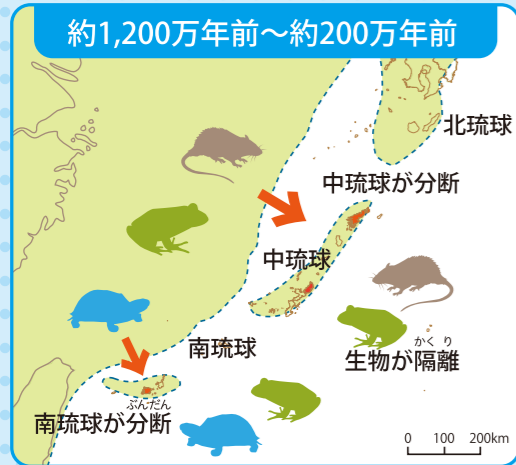 約1,200万年前〜約200万年前
北琉球
中琉球が分断
中琉球
南琉球
かくり
生物が隔離
ぶんだん
南琉球が分断
0 100 200km